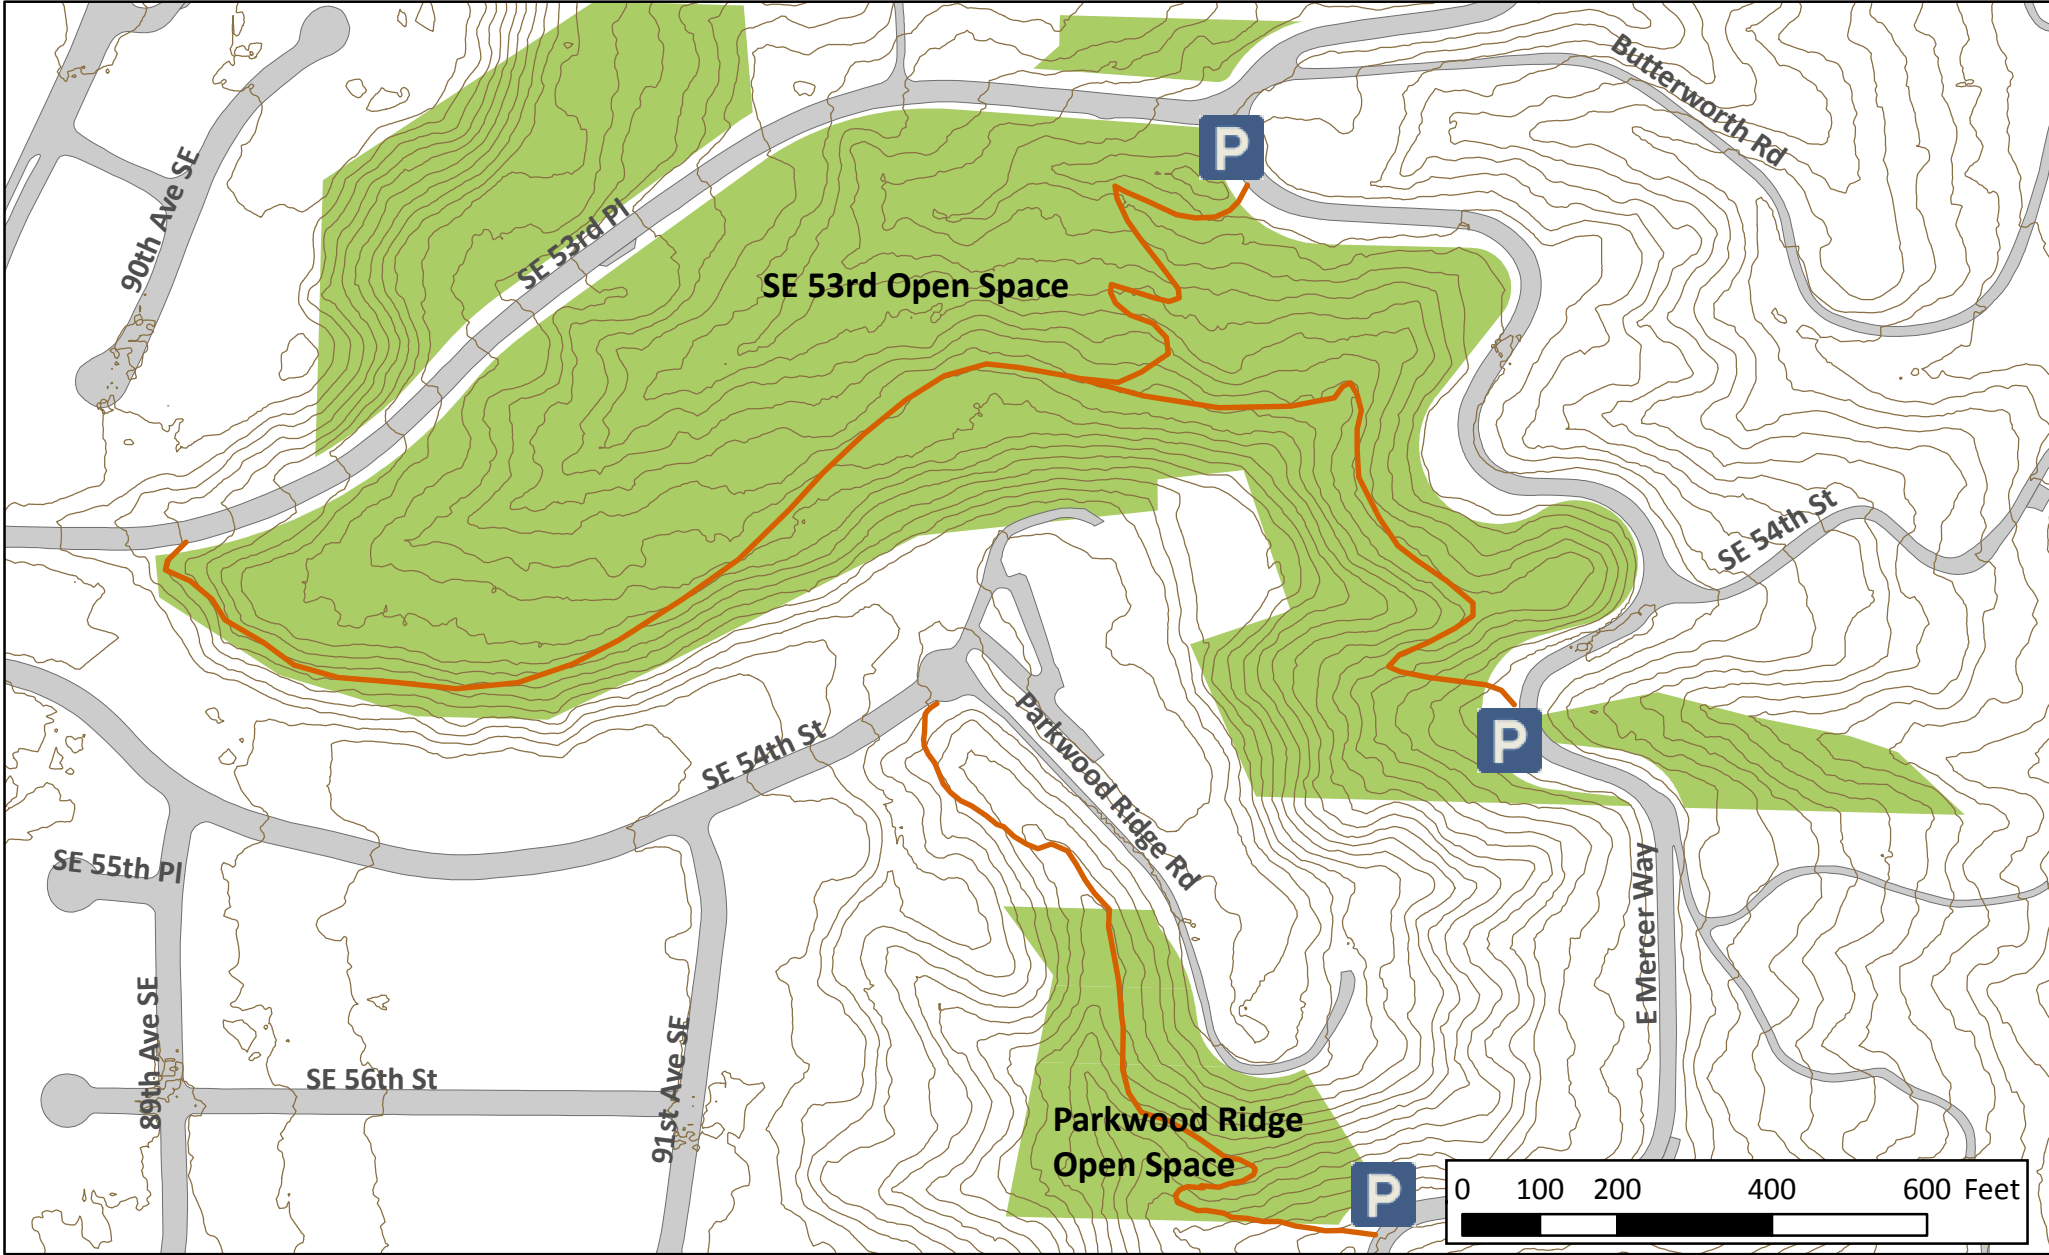 Butterworth Rd
P
90th Ave SE
SE 53rd Pl
SE 53rd Open Space
SE 54th St
P
SE 54th St
Parkwood Ridge Rd
SE 55th Pl
E Mercer Way
89th Ave SE
SE 56th St
91st Ave SE
Parkwood Ridge
Open Space
P
0 100 200 400 600 Feet